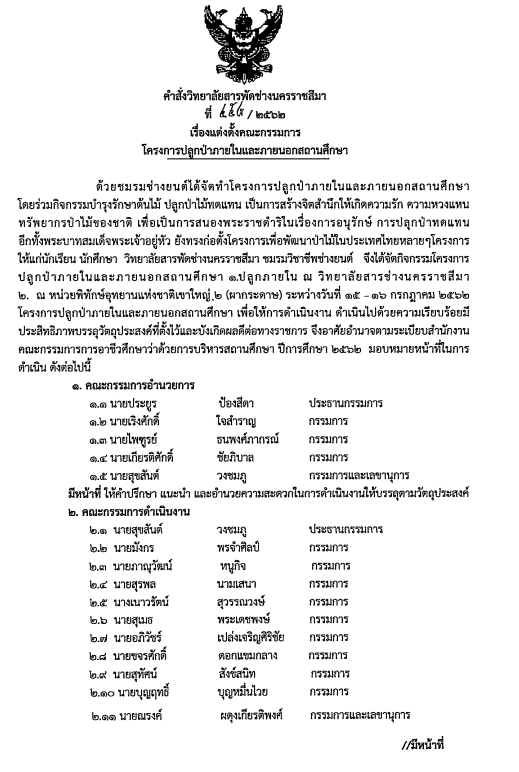 คำสั่งวิทยาลัยสารพัดช่างนครราชสีมา
ที่ / ๒๕๖๒
เรื่องแต่งตั้งคณะกรรมการ
โครงการปลูกป่าภายในและภายนอกสถานศึกษา
ด้วยชมรมช่างยนต์ได้จัดทำโครงการปลูกป่าภายในและภายนอกสถานศึกษา
โดยร่วมกิจกรรมบำรุงรักษาต้นไม้ ปลูกป่าไม้ทดแทน เป็นการสร้างจิตสำนึกให้เกิดความรัก ความหวงแหน
ทรัพยากรป่าไม้ของชาติ เพื่อเป็นการสนองพระราชดำริในเรื่องการอนุรักษ์ การปลุกป่าทดแทน
อีกทั้งพระบาทสมเด็จพระเจ้าอยู่หัว ยังทรงก่อตั้งโครงการเพื่อพัฒนาป่าไม้ในประเทศไทยหลายๆโครงการ
ให้แก่นักเรียน นักศึกษา วิทยาลัยสารพัดช่างนครราชสีมา ชมรมวิชาชีพช่างยนต์ จึงได้จัดกิจกรรมโครงการ
ปลูกป่าภายในและภายนอกสถานศึกษา ๑.ปลูกภายใน ณ วิทยาลัยสารช่างนครราชสีมา
๒. ณ หน่วยพิทักษ์อุทยานแห่งชาติเขาใหญ่ ๒ (ผากระดาษ) ระหว่างวันที่ ๑๕ - ๑๖ กรกฎาคม ๒๕๖๒
โครงการปลูกป่าภายในและภายนอกสถานศึกษา เพื่อให้การดำเนินงาน ดำเนินไปด้วยความเรียบร้อยมี
ประสิทธิภาพบรรลุวัตถุประสงค์ที่ตั้งไว้และบังเกิดผลดีต่อทางราชการ จึงอาศัยอำนาจตามระเบียบสำนักงาน
คณะกรรมการการอาชีวศึกษาว่าด้วยการบริหารสถานศึกษา ปีการศึกษา ๒๕๖๒ มอบหมายหน้าที่ในการ
ดำเนิน ดังต่อไปนี้
๑. คณะกรรมการอำนวยการ
๑.๑ นายประยูร ป้องสีดา ประธานกรรมการ
๑.๒ นายเริงศักดิ์ ใจสำราญ กรรมการ
๑.๓ นายไพฑูรย์ ธนพงศ์ภากรณ์ กรรมการ
๑.๔ นายเกียรติศักดิ์ ชัยภิบาล กรรมการ
๑.๕ นายสุขสันต์ วงชมภู กรรมการและเลขานุการ
มีหน้าที่ ให้คำปรึกษา แนะนำ และอำนวยความสะดวกในการดำเนินงานให้บรรลุตามวัตถุประสงค์
๒. คณะกรรมการดำเนินงาน
๒.๑ นายสุขสันต์ วงชมภู ประธานกรรมการ
๒.๒ นายมังกร พรจำศิลป์ กรรมการ
๒.๓ นายภาณุวัฒน์ หนูกิจ กรรมการ
๒.๔ นายสุรพล นามเสนา กรรมการ
๒.๕ นางเนาวรัตน์ สุวรรณวงษ์ กรรมการ
๒.๖ นายสุเมธ พระเดชพงษ์ กรรมการ
๒.๗ นายอภิวัชร์ เปล่งเจริญศิริชัย กรรมการ
๒.๘ นายขจรศักดิ์ ดอกแขมกลาง กรรมการ
๒.๙ นายสุทัศน์ สังข์สนิท กรรมการ
๒.๑๐ นายบุญฤทธิ์ บุญหมื่นไวย กรรมการ
๒.๑๑ นายณรงค์ ผดุงเกียรติพงศ์ กรรมการและเลขานุการ
//มีหน้าที่